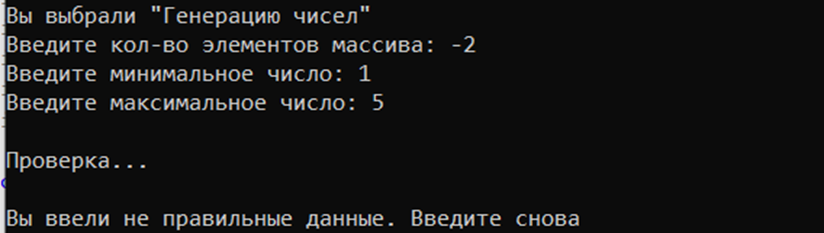 Вы выбрали "Генерацию чисел"
Введите кол-во элементов массива: -2
Введите минимальное число: 1
Введите максимальное число: 5
Проверка...
Вы ввели не правильные данные. Введите снова